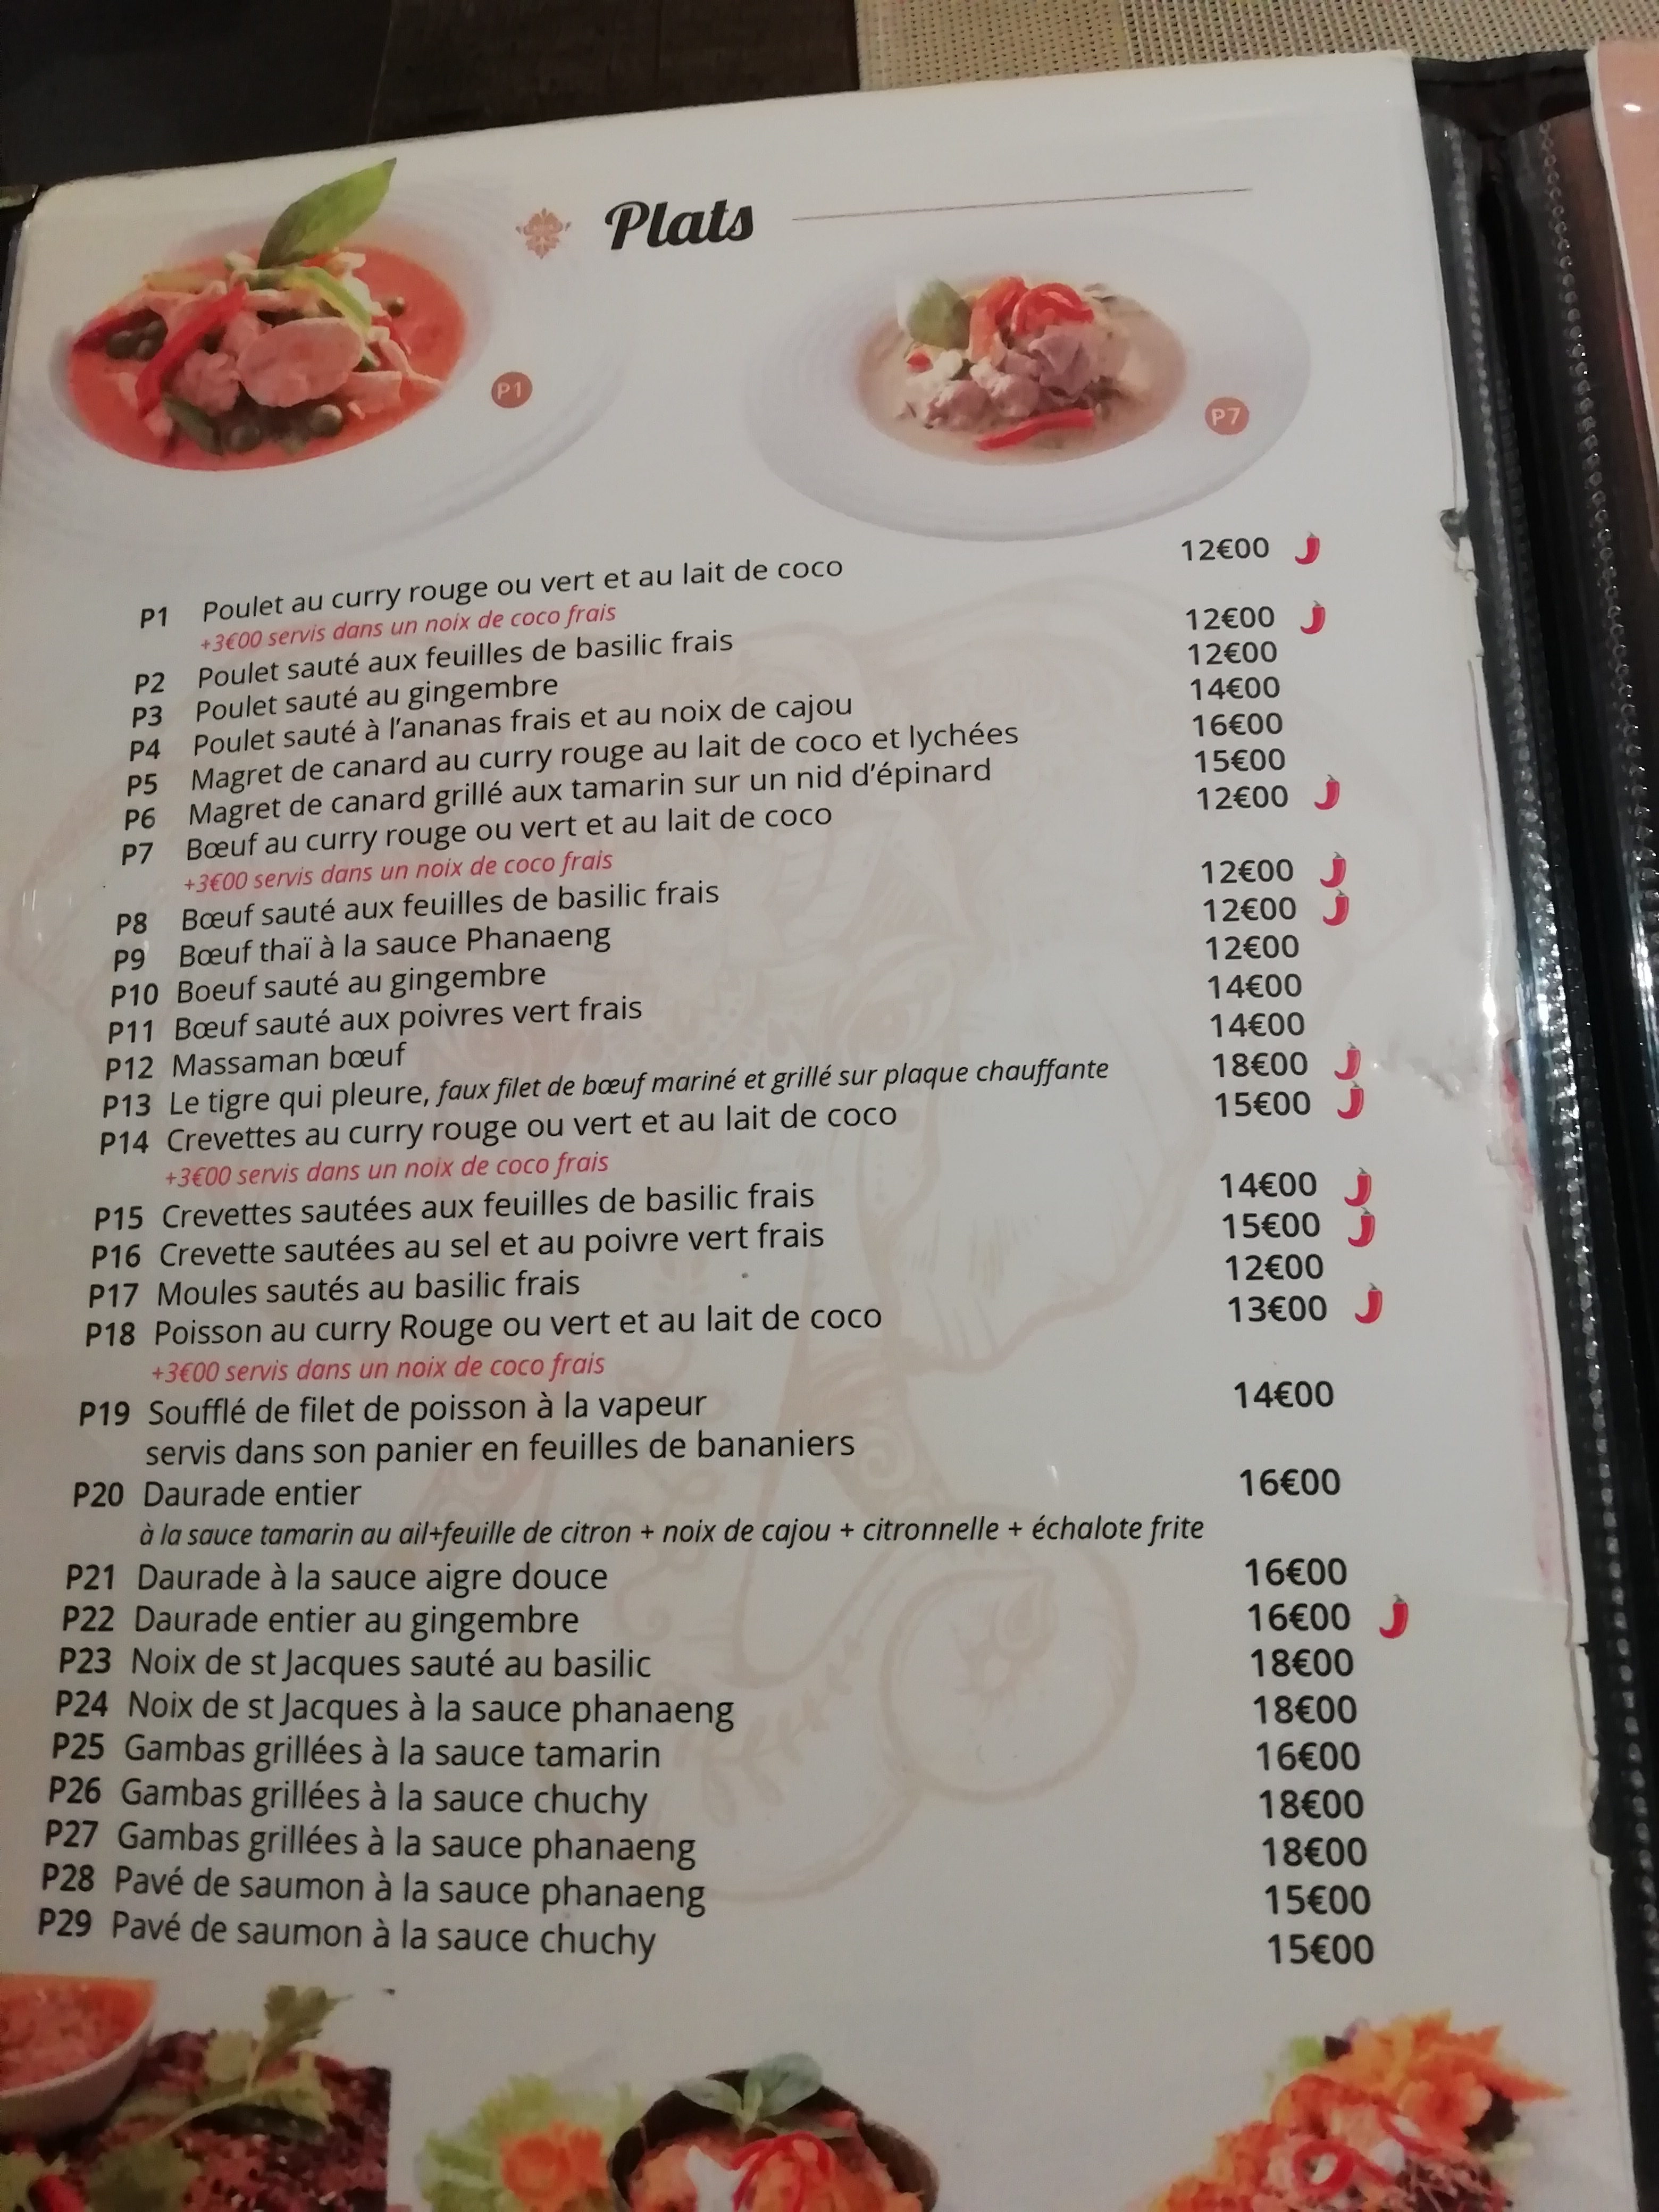 Plats
P1
P7
P1 Poulet au curry rouge ou vert et au lait de coco 12€00
+3€00 servis dans un noix de coco frais
P2 Poulet sauté aux feuilles de basilic frais 12€00
P3 Poulet sauté au gingembre 12€00
P4 Poulet sauté à l'ananas frais et au noix de cajou 14€00
P5 Magret de canard au curry rouge au lait de coco et lychées 16€00
P6 Magret de canard grillé aux tamarin sur un nid d'épinard 15€00
P7 Bœuf au curry rouge ou vert et au lait de coco 12€00
+3€00 servis dans un noix de coco frais
P8 Bœuf sauté aux feuilles de basilic frais 12€00
P9 Bœuf thaï à la sauce Phanaeng 12€00
P10 Boeuf sauté au gingembre 12€00
P11 Bœuf sauté aux poivres vert frais 14€00
P12 Massaman bœuf 14€00
P13 Le tigre qui pleure, faux filet de bœuf mariné et grillé sur plaque chauffante 18€00
P14 Crevettes au curry rouge ou vert et au lait de coco 15€00
+3€00 servis dans un noix de coco frais
P15 Crevettes sautées aux feuilles de basilic frais 14€00
P16 Crevette sautées au sel et au poivre vert frais 15€00
P17 Moules sautés au basilic frais 12€00
P18 Poisson au curry Rouge ou vert et au lait de coco 13€00
+3€00 servis dans un noix de coco frais
P19 Soufflé de filet de poisson à la vapeur 14€00
servis dans son panier en feuilles de bananiers
P20 Daurade entier 16€00
à la sauce tamarin au ail+feuille de citron + noix de cajou + citronnelle + échalote frite
P21 Daurade à la sauce aigre douce 16€00
P22 Daurade entier au gingembre 16€00
P23 Noix de st Jacques sauté au basilic 18€00
P24 Noix de st Jacques à la sauce phanaeng 18€00
P25 Gambas grillées à la sauce tamarin 16€00
P26 Gambas grillées à la sauce chuchy 18€00
P27 Gambas grillées à la sauce phanaeng 18€00
P28 Pavé de saumon à la sauce phanaeng 15€00
P29 Pavé de saumon à la sauce chuchy 15€00